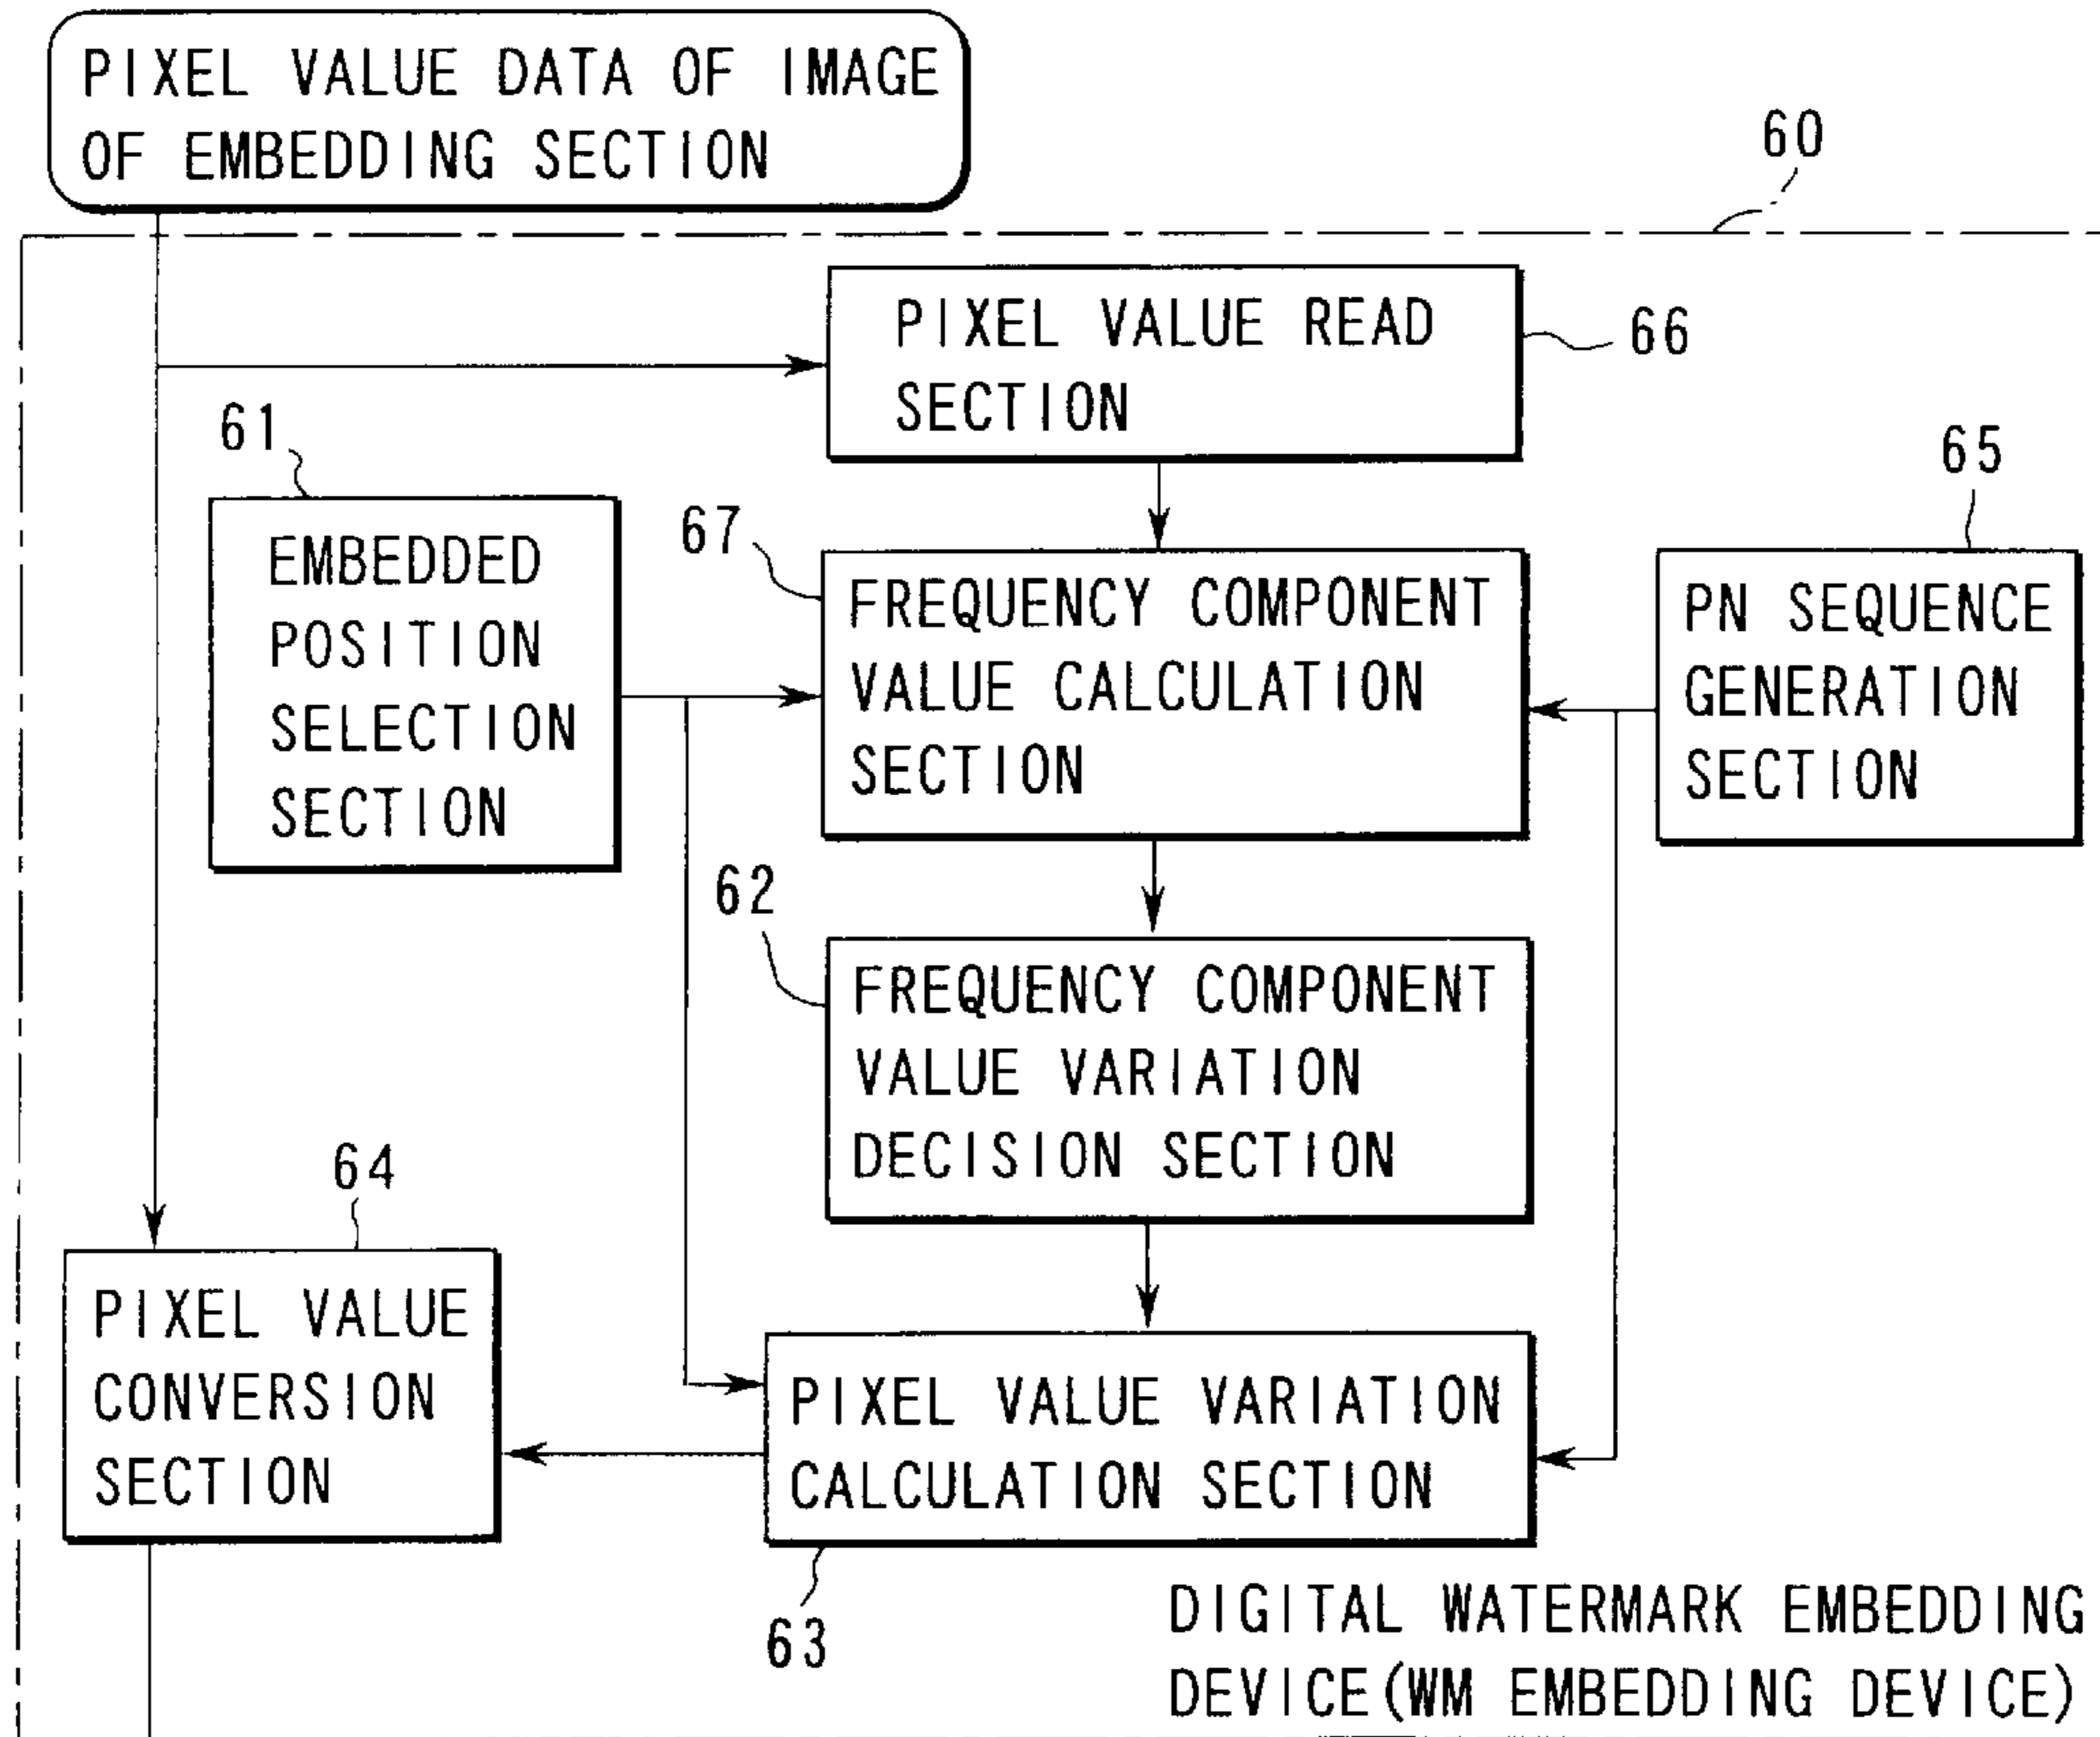 PIXEL VALUE DATA OF IMAGE
OF EMBEDDING SECTION
60
PIXEL VALUE READ
SECTION
66
61
EMBEDDED
POSITION
SELECTION
SECTION
67
FREQUENCY COMPONENT
VALUE CALCULATION
SECTION
65
PN SEQUENCE
GENERATION
SECTION
62
FREQUENCY COMPONENT
VALUE VARIATION
DECISION SECTION
64
PIXEL VALUE
CONVERSION
SECTION
PIXEL VALUE VARIATION
CALCULATION SECTION
63
DIGITAL WATERMARK EMBEDDING
DEVICE(WM EMBEDDING DEVICE)